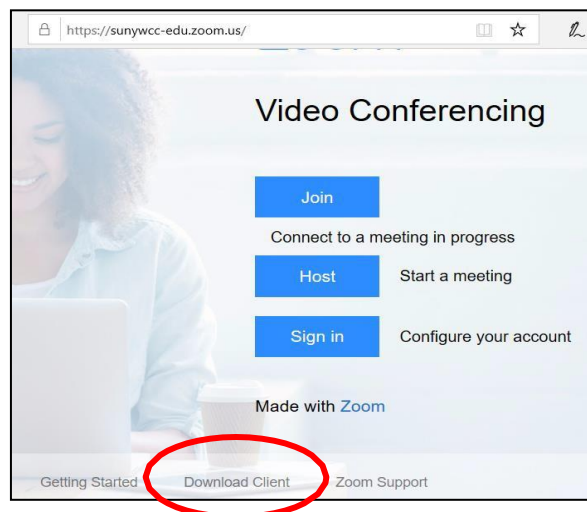 https://sunywcc-edu.zoom.us/
Video Conferencing
Join
Connect to a meeting in progress
Host Start a meeting
Sign in Configure your account
Made with Zoom
Getting Started Download Client Zoom Support